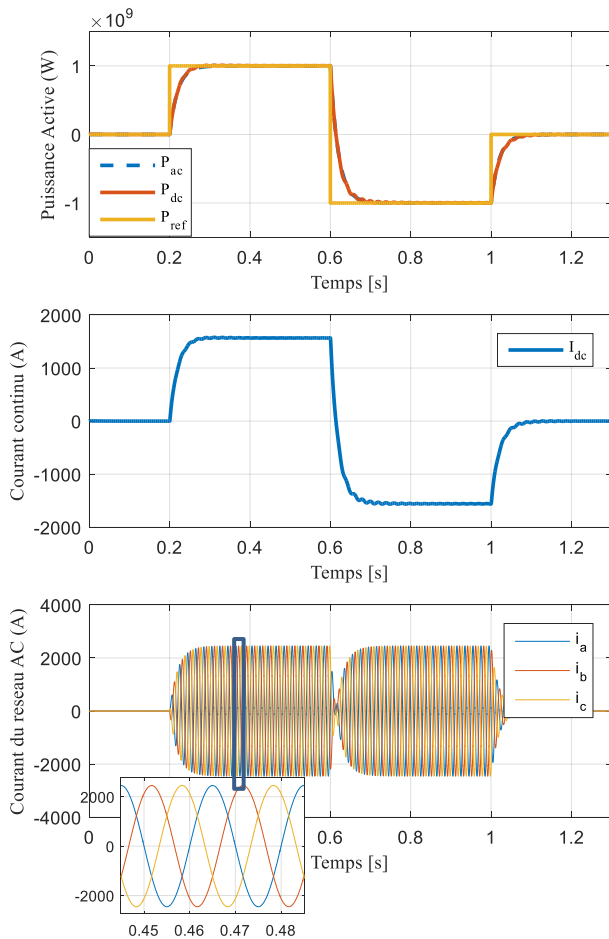 ×10^9
Puissance Active (W)
1
0
-1
P_ac
P_dc
P_ref
0 0.2 0.4 0.6 0.8 1 1.2
Temps [s]
Courant continu (A)
2000
1000
0
-1000
-2000
I_dc
0 0.2 0.4 0.6 0.8 1 1.2
Temps [s]
Courant du reseau AC (A)
4000
2000
0
-2000
-4000
i_a
i_b
i_c
0 0.4 0.6 0.8 1 1.2
Temps [s]
2000
0
-2000
0.45 0.46 0.47 0.48